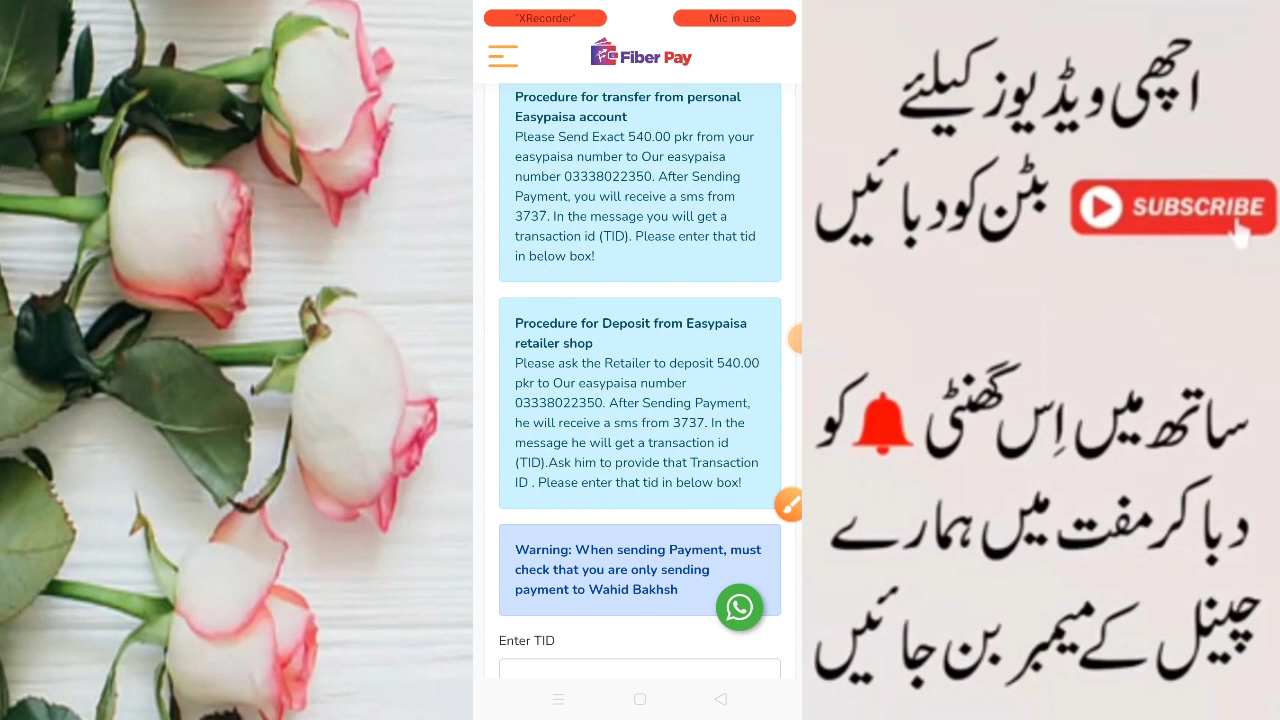 "XRecorder"
Mic in use
Fiber Pay
Procedure for transfer from personal
Easypaisa account
Please Send Exact 540.00 pkr from your
easypaisa number to Our easypaisa
number 03338022350. After Sending
Payment, you will receive a sms from
3737. In the message you will get a
transaction id (TID). Please enter that tid
in below box!
Procedure for Deposit from Easypaisa
retailer shop
Please ask the Retailer to deposit 540.00
pkr to Our easypaisa number
03338022350. After Sending Payment,
he will receive a sms from 3737. In the
message he will get a transaction id
(TID).Ask him to provide that Transaction
ID . Please enter that tid in below box!
Warning: When sending Payment, must
check that you are only sending
payment to Wahid Bakhsh
Enter TID
اچھی ویڈیوز کیلئے
SUBSCRIBE بٹن کو دبائیں
ساتھ میں اِس گھنٹی کو
دبا کر مفت میں ہمارے
چینل کے میمبر بن جائیں